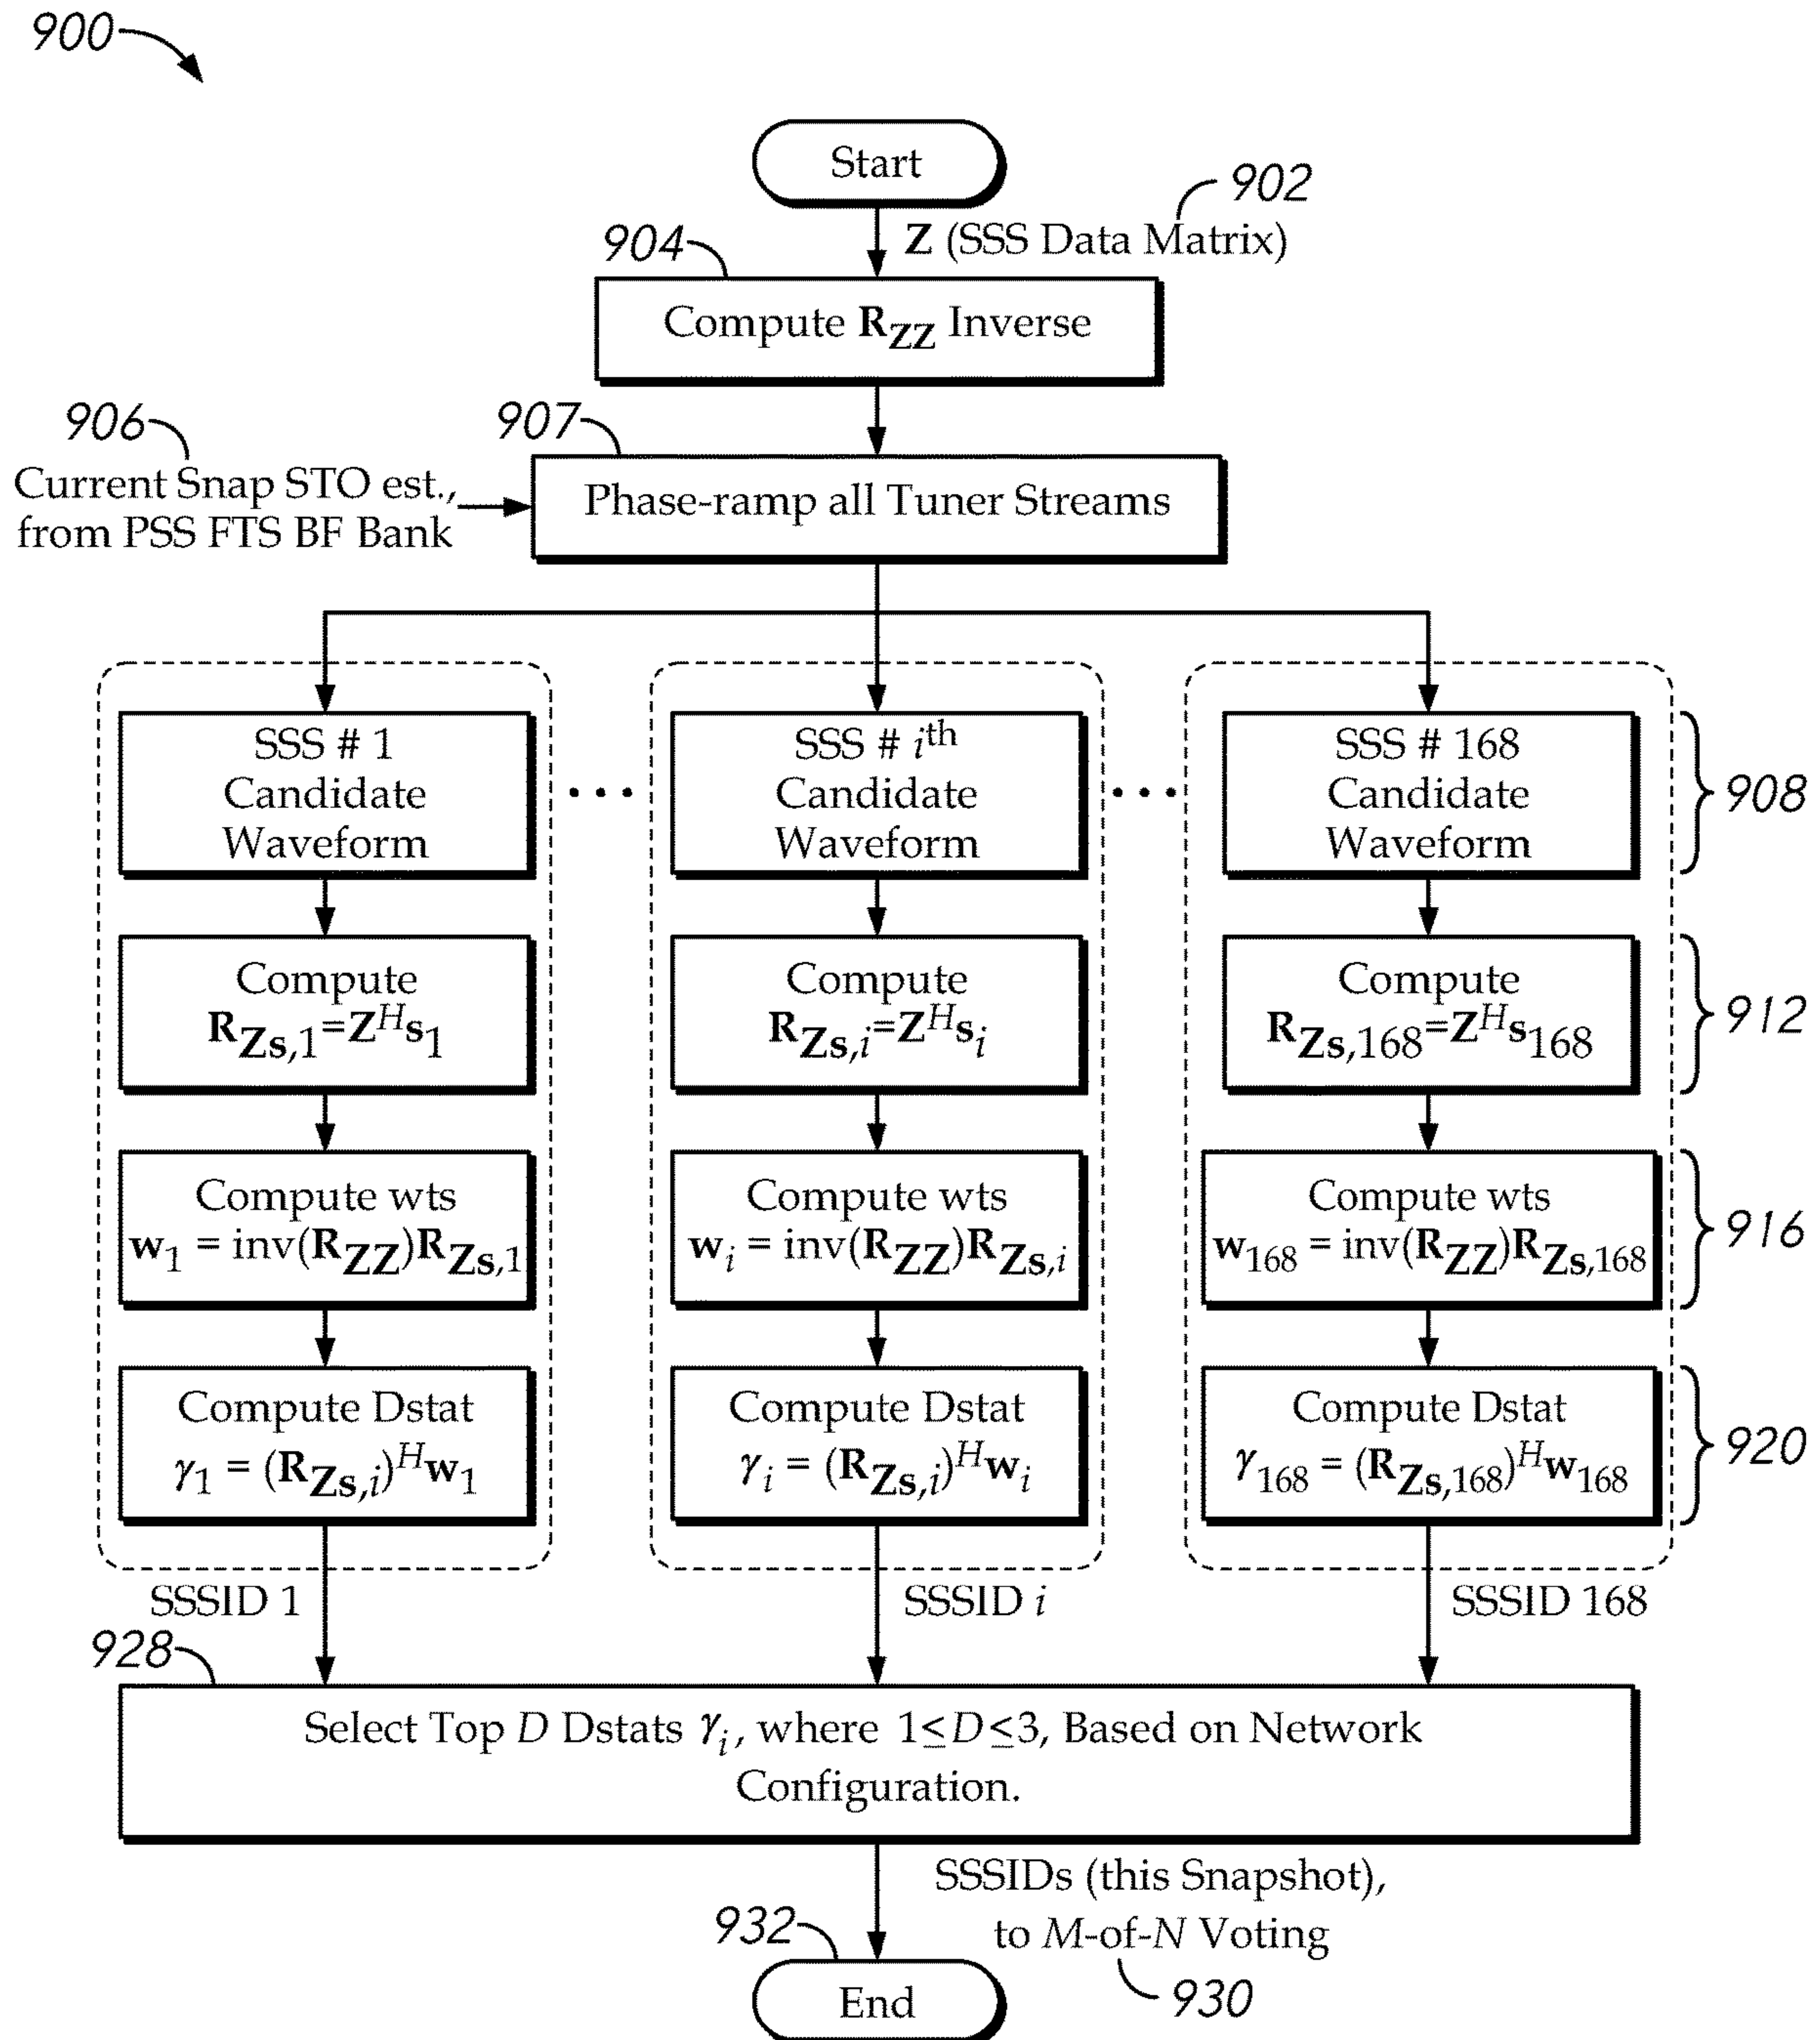 900
Start
902
Z (SSS Data Matrix)
904
Compute R_ZZ Inverse
906
Current Snap STO est.,
from PSS FTS BF Bank
907
Phase-ramp all Tuner Streams
SSS # 1
Candidate
Waveform
• • •
SSS # i^th
Candidate
Waveform
• • •
SSS # 168
Candidate
Waveform
908
Compute
R_Zs,1=Z^H s_1
Compute
R_Zs,i=Z^H s_i
Compute
R_Zs,168=Z^H s_168
912
Compute wts
w_1 = inv(R_ZZ)R_Zs,1
Compute wts
w_i = inv(R_ZZ)R_Zs,i
Compute wts
w_168 = inv(R_ZZ)R_Zs,168
916
Compute Dstat
γ_1 = (R_Zs,i)^H w_1
Compute Dstat
γ_i = (R_Zs,i)^H w_i
Compute Dstat
γ_168 = (R_Zs,168)^H w_168
920
SSSID 1
SSSID i
SSSID 168
928
Select Top D Dstats γ_i, where 1≤D≤3, Based on Network
Configuration.
SSSIDs (this Snapshot),
to M-of-N Voting
930
932
End